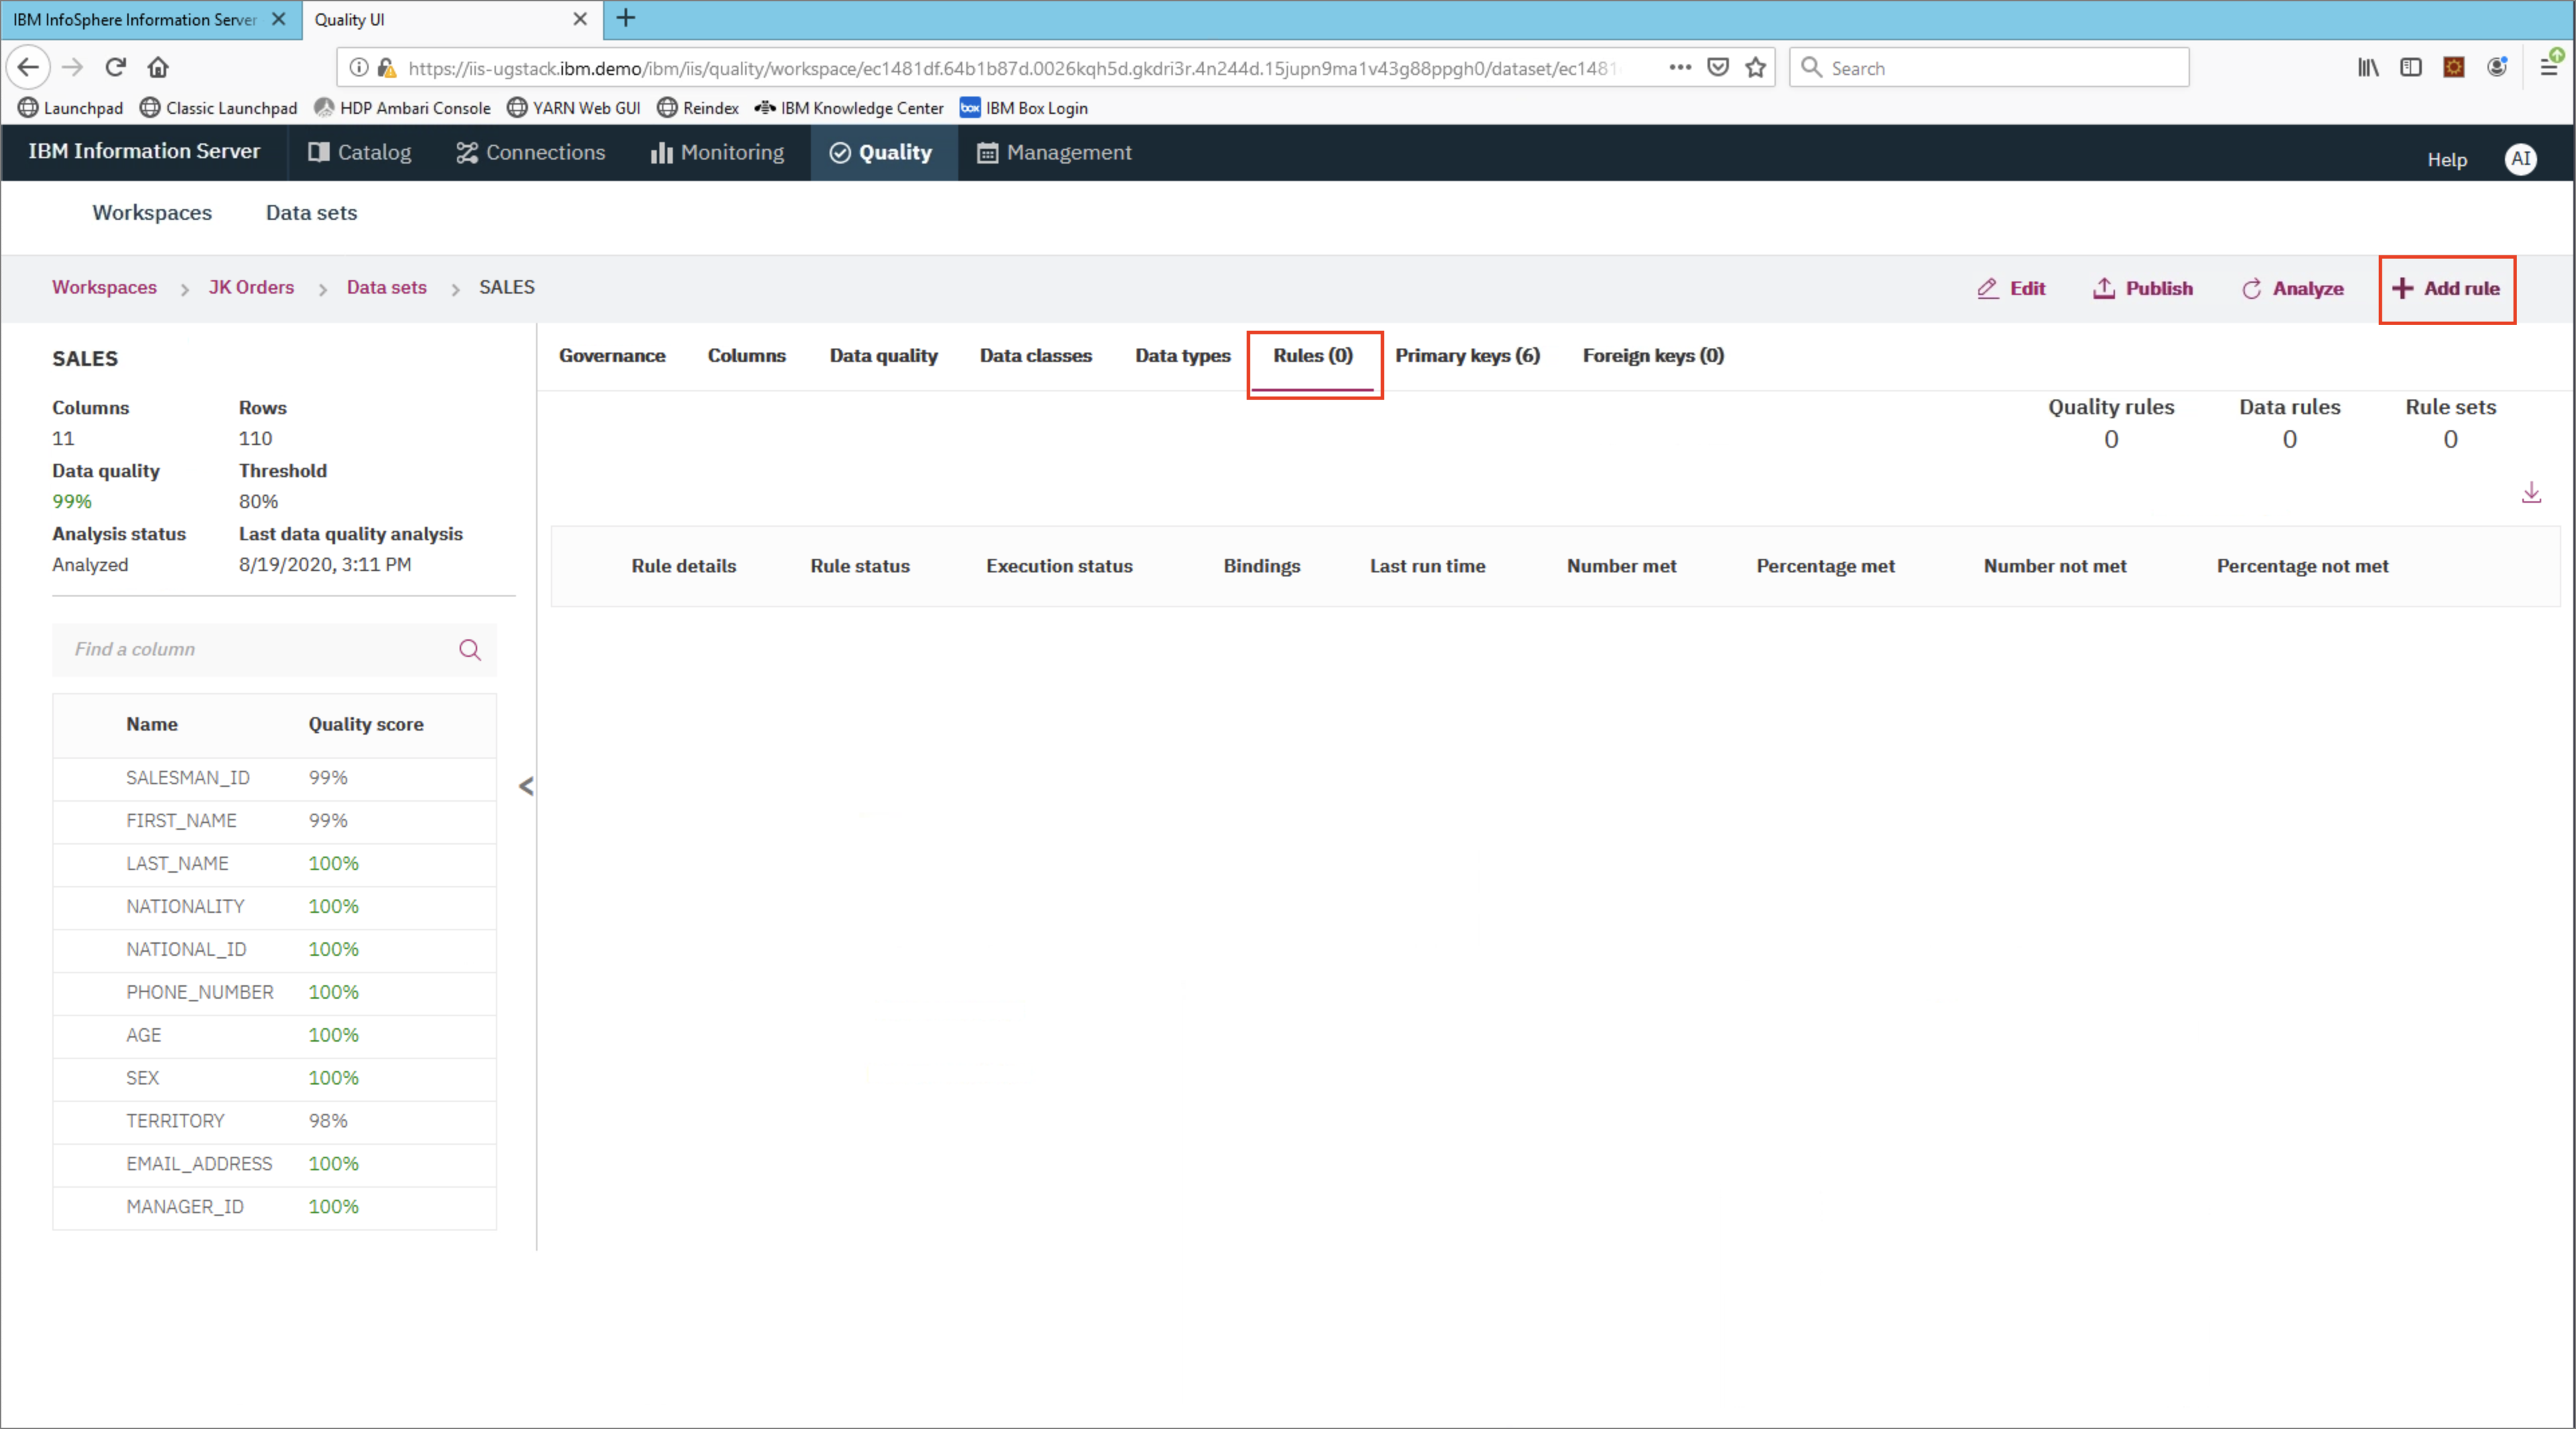 IBM InfoSphere Information Server
Quality UI
https://iis-ugstack.ibm.demo/ibm/iis/quality/workspace/ec1481df.64b1b87d.0026kqh5d.gkdri3r.4n244d.15jupn9ma1v43g88ppgh0/dataset/ec1481
Search
Launchpad Classic Launchpad HDP Ambari Console YARN Web GUI Reindex IBM Knowledge Center box IBM Box Login
IBM Information Server Catalog Connections Monitoring Quality Management Help AI
Workspaces Data sets
Workspaces > JK Orders > Data sets > SALES Edit Publish Analyze + Add rule
SALES
Governance Columns Data quality Data classes Data types Rules (0) Primary keys (6) Foreign keys (0)
Columns Rows
11 110
Data quality Threshold
99% 80%
Analysis status Last data quality analysis
Analyzed 8/19/2020, 3:11 PM
Quality rules Data rules Rule sets
0 0 0
Rule details Rule status Execution status Bindings Last run time Number met Percentage met Number not met Percentage not met
Find a column
Name Quality score
SALESMAN_ID 99%
FIRST_NAME 99%
LAST_NAME 100%
NATIONALITY 100%
NATIONAL_ID 100%
PHONE_NUMBER 100%
AGE 100%
SEX 100%
TERRITORY 98%
EMAIL_ADDRESS 100%
MANAGER_ID 100%